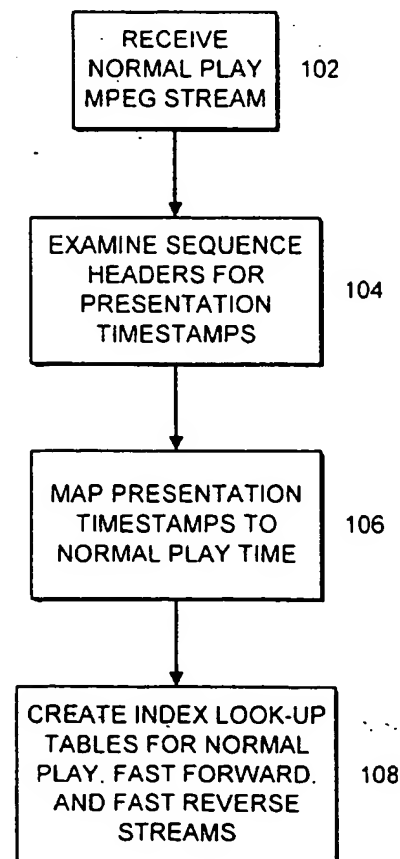 RECEIVE
NORMAL PLAY
MPEG STREAM
102
EXAMINE SEQUENCE
HEADERS FOR
PRESENTATION
TIMESTAMPS
104
MAP PRESENTATION
TIMESTAMPS TO
NORMAL PLAY TIME
106
CREATE INDEX LOOK-UP
TABLES FOR NORMAL
PLAY. FAST FORWARD.
AND FAST REVERSE
STREAMS
108